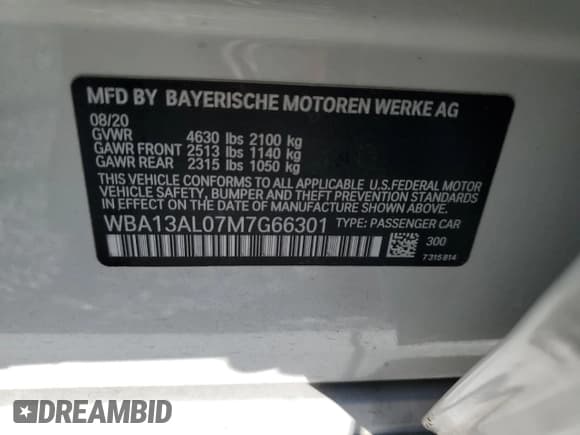 MFD BY BAYERISCHE MOTOREN WERKE AG
08/20
GVWR 4630 lbs 2100 kg
GAWR FRONT 2513 lbs 1140 kg
GAWR REAR 2315 lbs 1050 kg
THIS VEHICLE CONFORMS TO ALL APPLICABLE U.S.FEDERAL MOTOR
VEHICLE SAFETY, BUMPER AND THEFT PREVENTION STANDARDS
IN EFFECT ON THE DATE OF MANUFACTURE SHOWN ABOVE.
WBA13AL07M7G66301 TYPE: PASSENGER CAR
300
7315814
DREAMBID